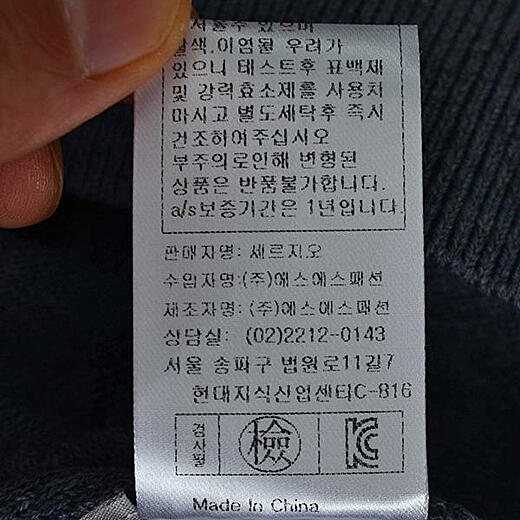 있으며
탈색.이염될 우려가
있으니 테스트후 표백제
및 강력효소제를 사용치
마시고 별도세탁후 즉시
건조하여주십시오
부주의로인해 변형된
상품은 반품불가합니다.
a/s보증기간은 1년입니다.
판매자명: 세르지오
수입자명:(주)에스에스패션
제조자명:(주)에스에스패션
상담실: (02)2212-0143
서울 송파구 법원로11길7
현대지식산업센타C-816
검사필 檢 KC
Made In China